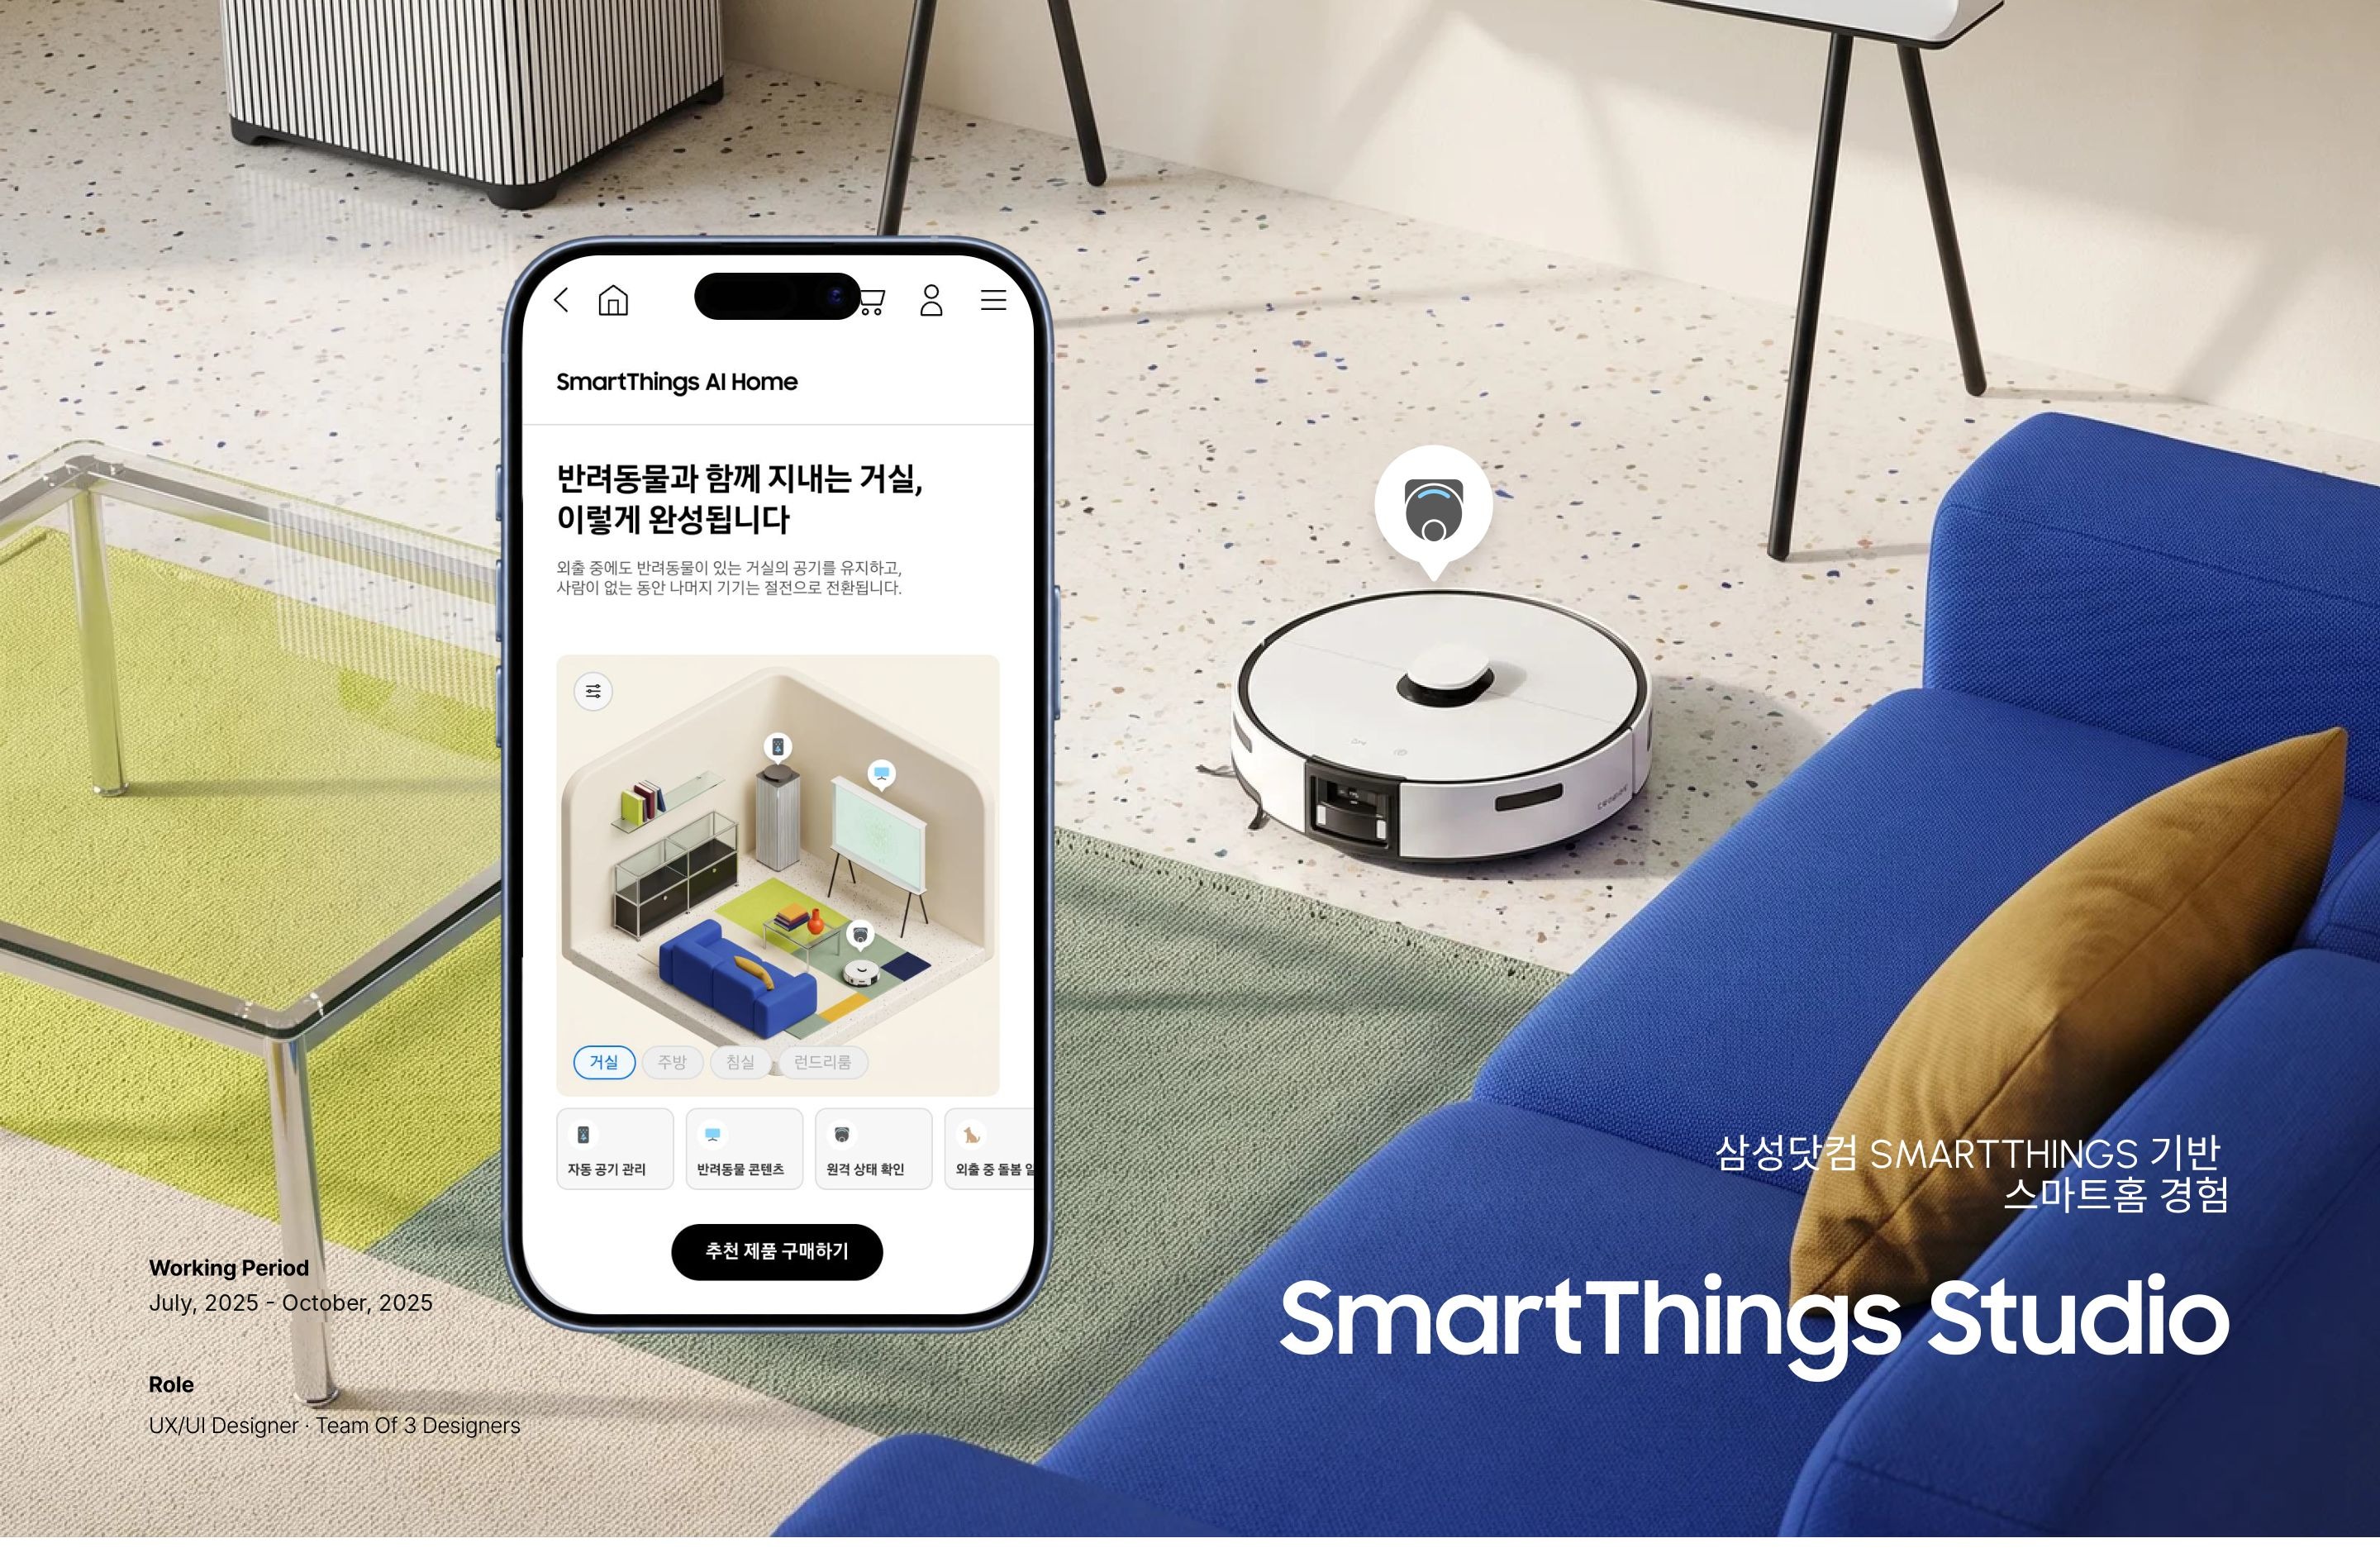 SmartThings AI Home
반려동물과 함께 지내는 거실,
이렇게 완성됩니다
외출 중에도 반려동물이 있는 거실의 공기를 유지하고,
사람이 없는 동안 나머지 기기는 절전으로 전환됩니다.
거실 주방 침실 런드리룸
자동 공기 관리 반려동물 콘텐츠 원격 상태 확인 외출 중 돌봄
추천 제품 구매하기
Working Period
July, 2025 - October, 2025
Role
UX/UI Designer · Team Of 3 Designers
삼성닷컴 SMARTTHINGS 기반
스마트홈 경험
SmartThings Studio